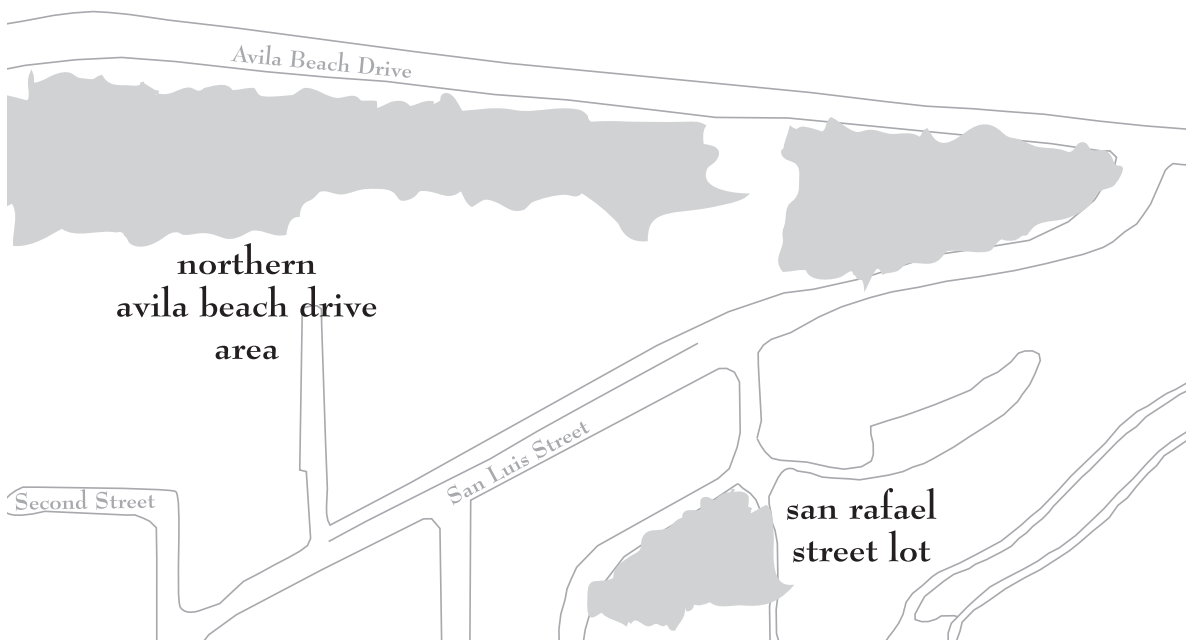 Avila Beach Drive
northern
avila beach drive
area
San Luis Street
Second Street
san rafael
street lot